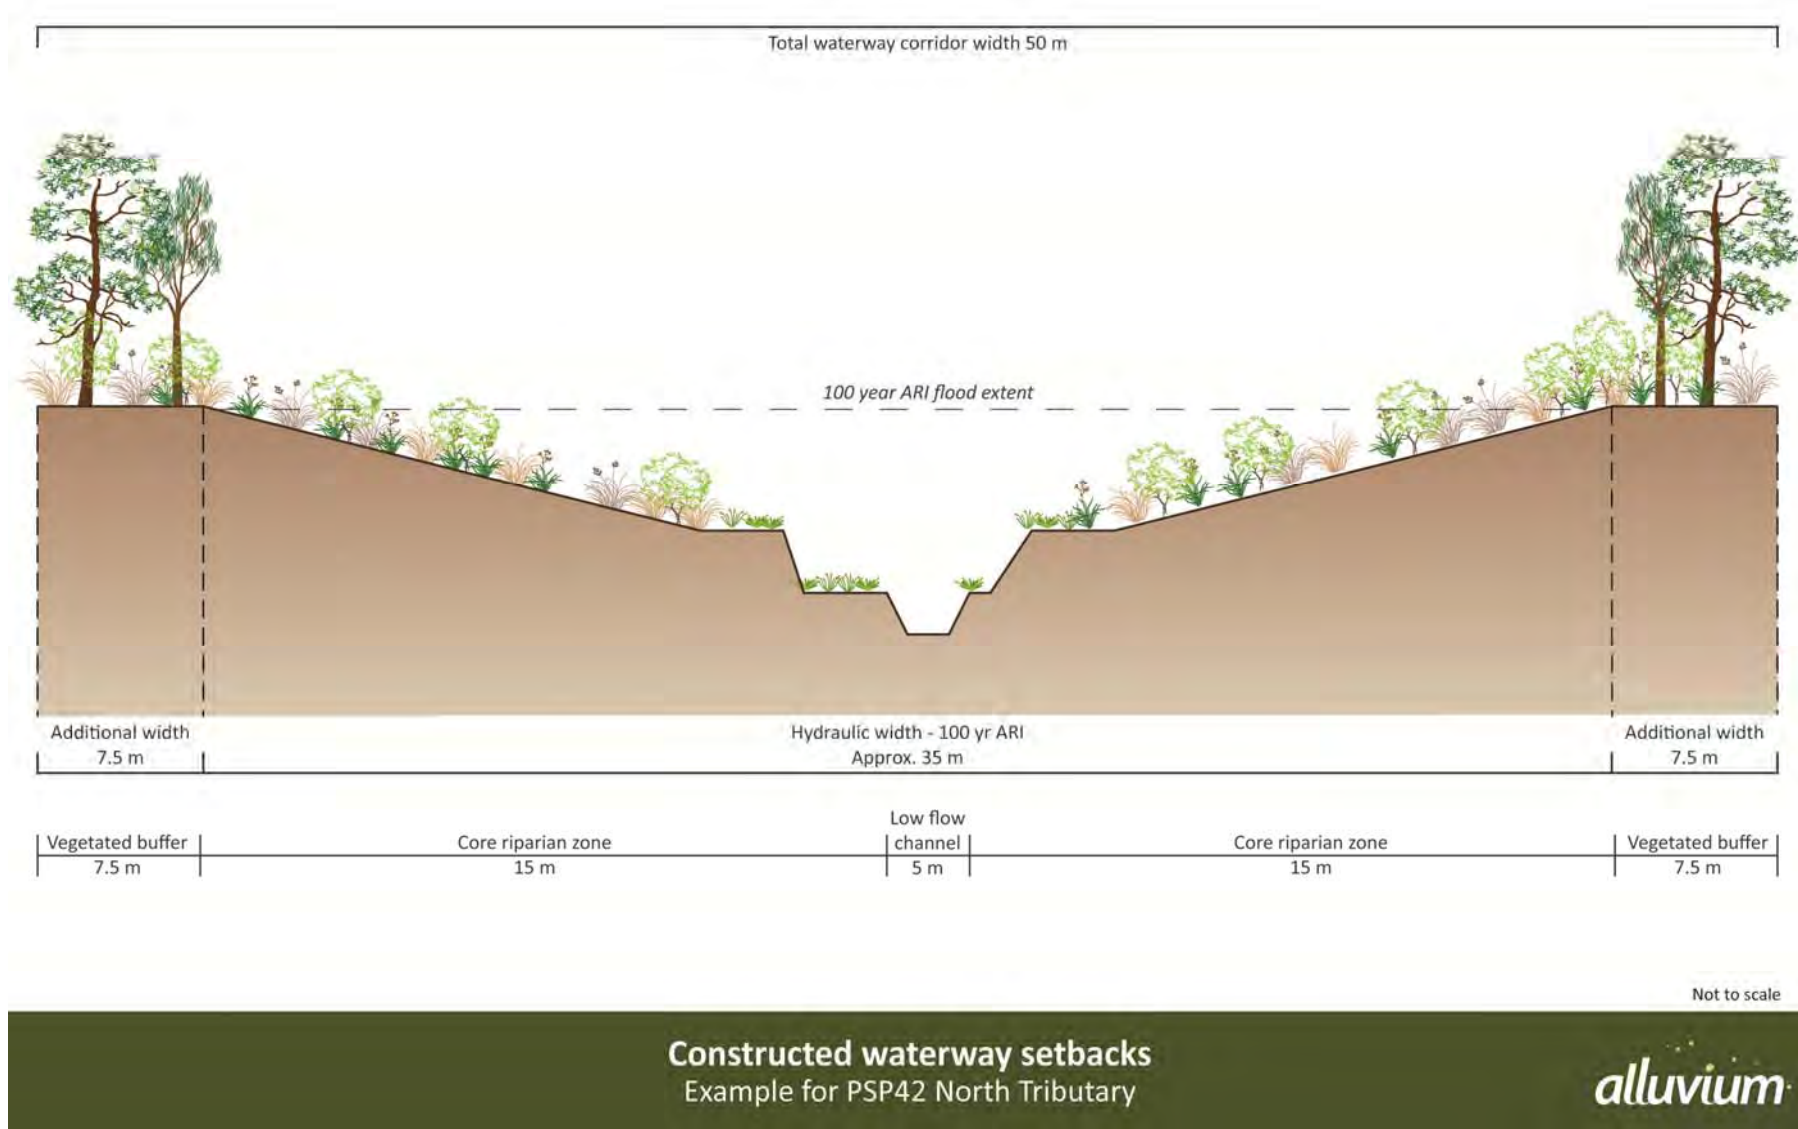 Total waterway corridor width 50 m
100 year ARI flood extent
Additional width
7.5 m
Hydraulic width - 100 yr ARI
Approx. 35 m
Additional width
7.5 m
Vegetated buffer
7.5 m
Core riparian zone
15 m
Low flow
channel
5 m
Core riparian zone
15 m
Vegetated buffer
7.5 m
Not to scale
Constructed waterway setbacks
Example for PSP42 North Tributary
alluvium